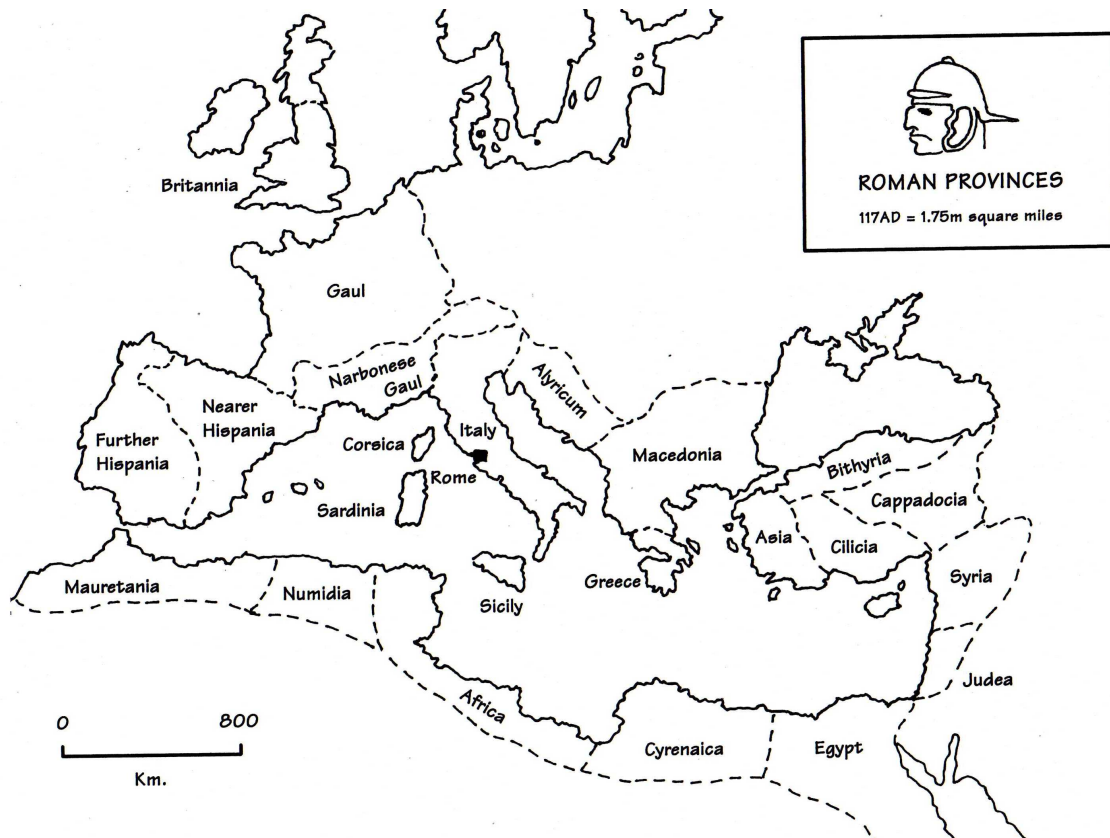 ROMAN PROVINCES
117AD = 1.75m square miles
Britannia
Gaul
Narbonese
Gaul
Alyricum
Nearer
Hispania
Further
Hispania
Corsica
Italy
Rome
Sardinia
Macedonia
Bithyria
Cappadocia
Asia
Cilicia
Greece
Sicily
Syria
Mauretania
Numidia
Judea
Africa
Cyrenaica
Egypt
0 800
Km.